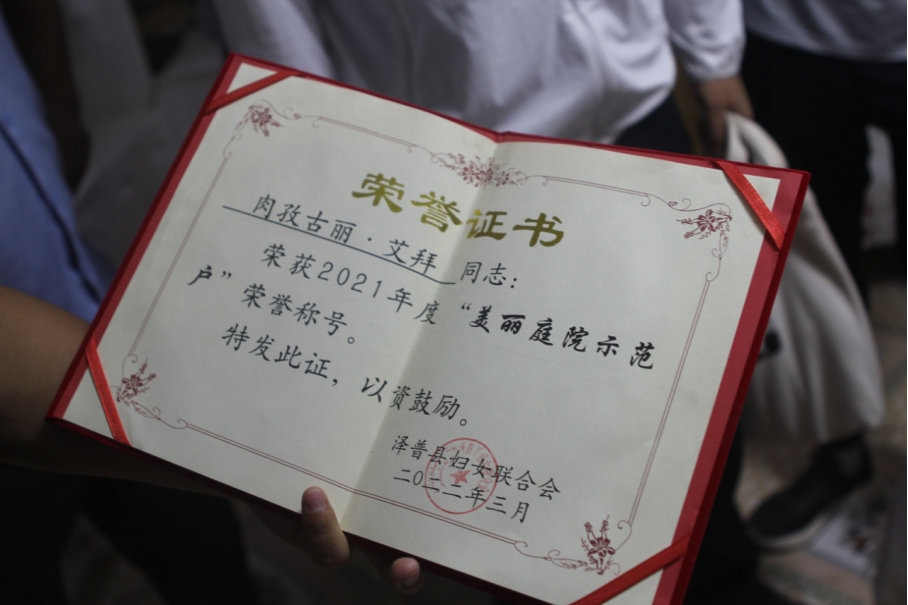 荣誉证书
肉孜古丽·艾拜 同志：
荣获2021年度“美丽庭院示范
户”荣誉称号。
特发此证，以资鼓励。
泽普县妇女联合会
二〇二二年三月